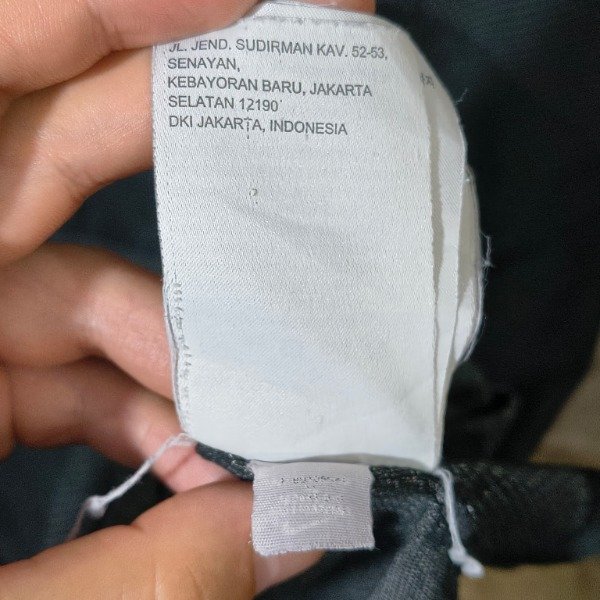 JL. JEND. SUDIRMAN KAV. 52-53,
SENAYAN,
KEBAYORAN BARU, JAKARTA
SELATAN 12190
DKI JAKARTA, INDONESIA